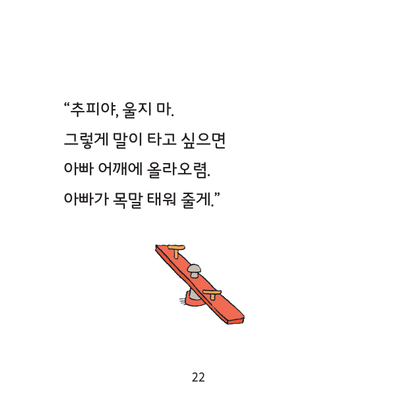 “추피야, 울지 마.
그렇게 말이 타고 싶으면
아빠 어깨에 올라오렴.
아빠가 목말 태워 줄게.”
22